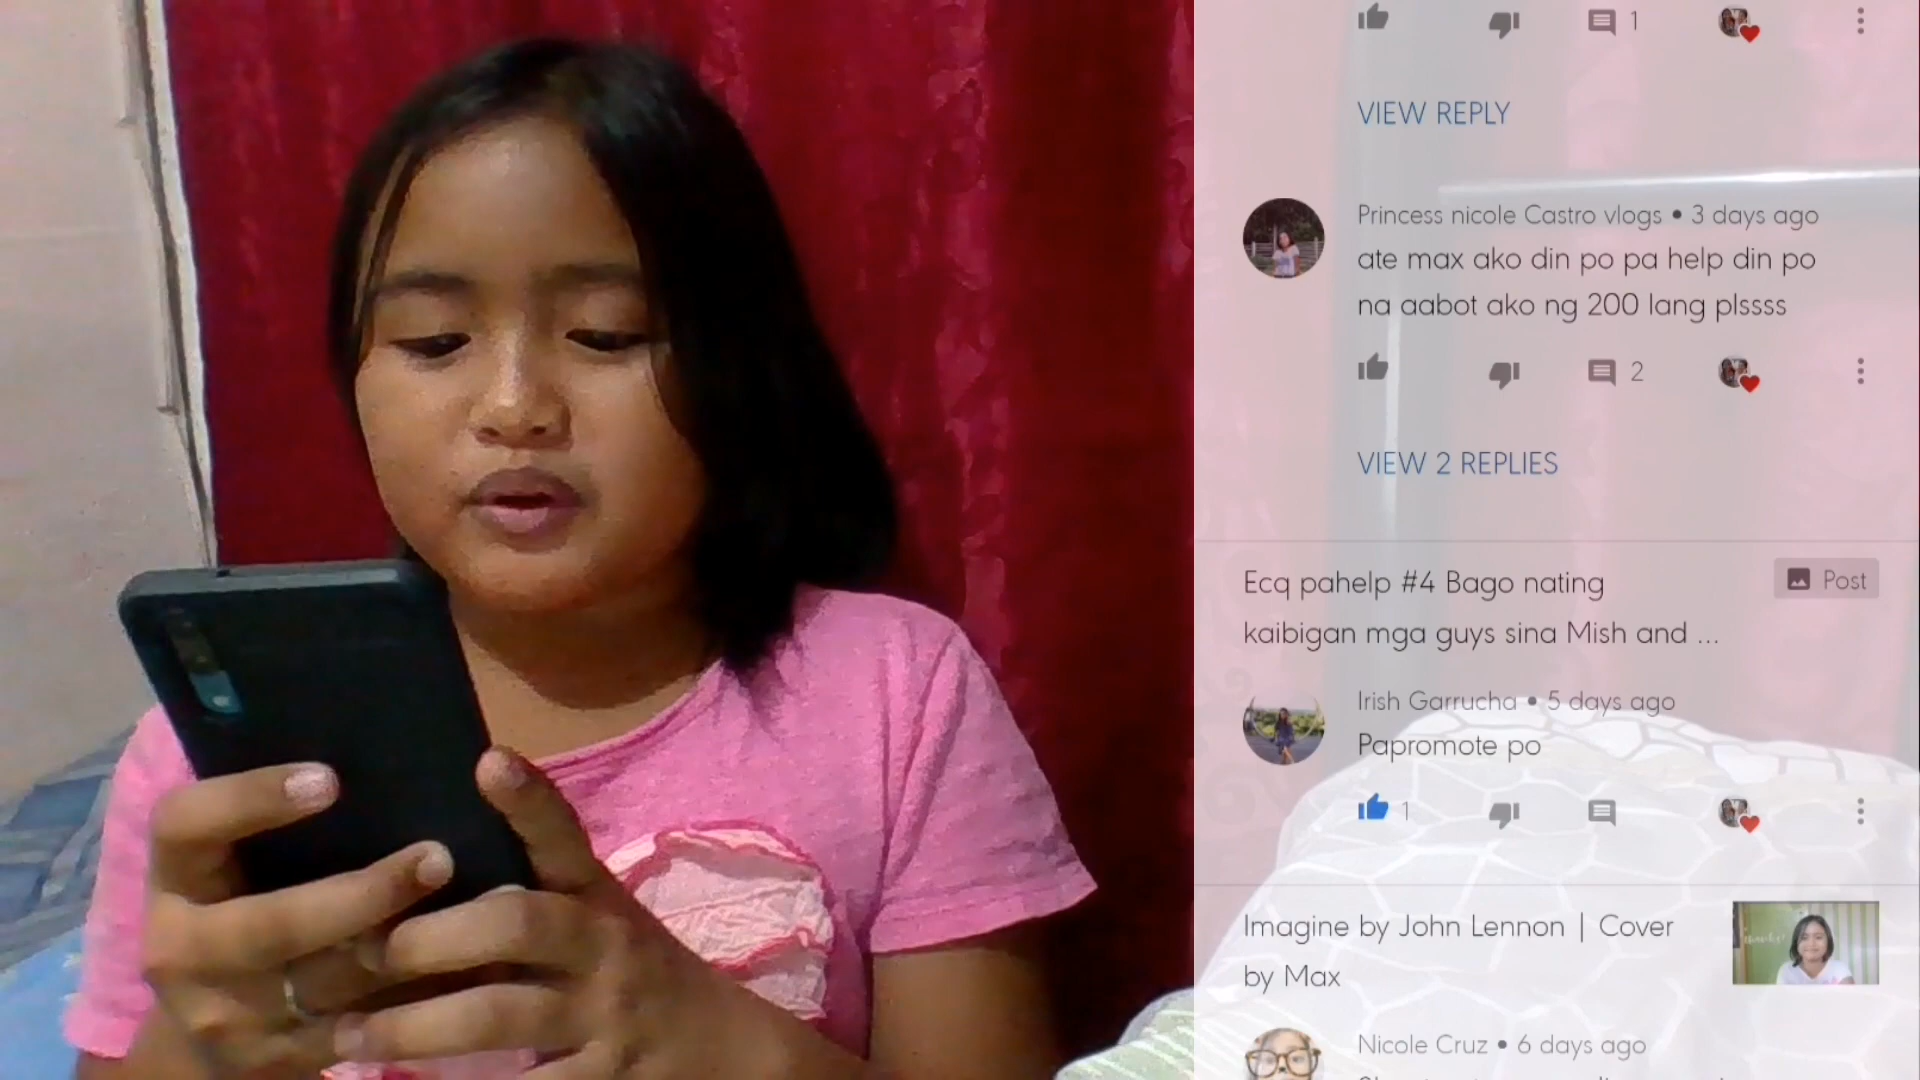 1
VIEW REPLY
Princess nicole Castro vlogs • 3 days ago
ate max ako din po pa help din po
na aabot ako ng 200 lang plssss
2
VIEW 2 REPLIES
Ecq pahelp #4 Bago nating
kaibigan mga guys sina Mish and ...
Post
Irish Garrucha • 5 days ago
Papromote po
1
Imagine by John Lennon | Cover
by Max
Nicole Cruz • 6 days ago